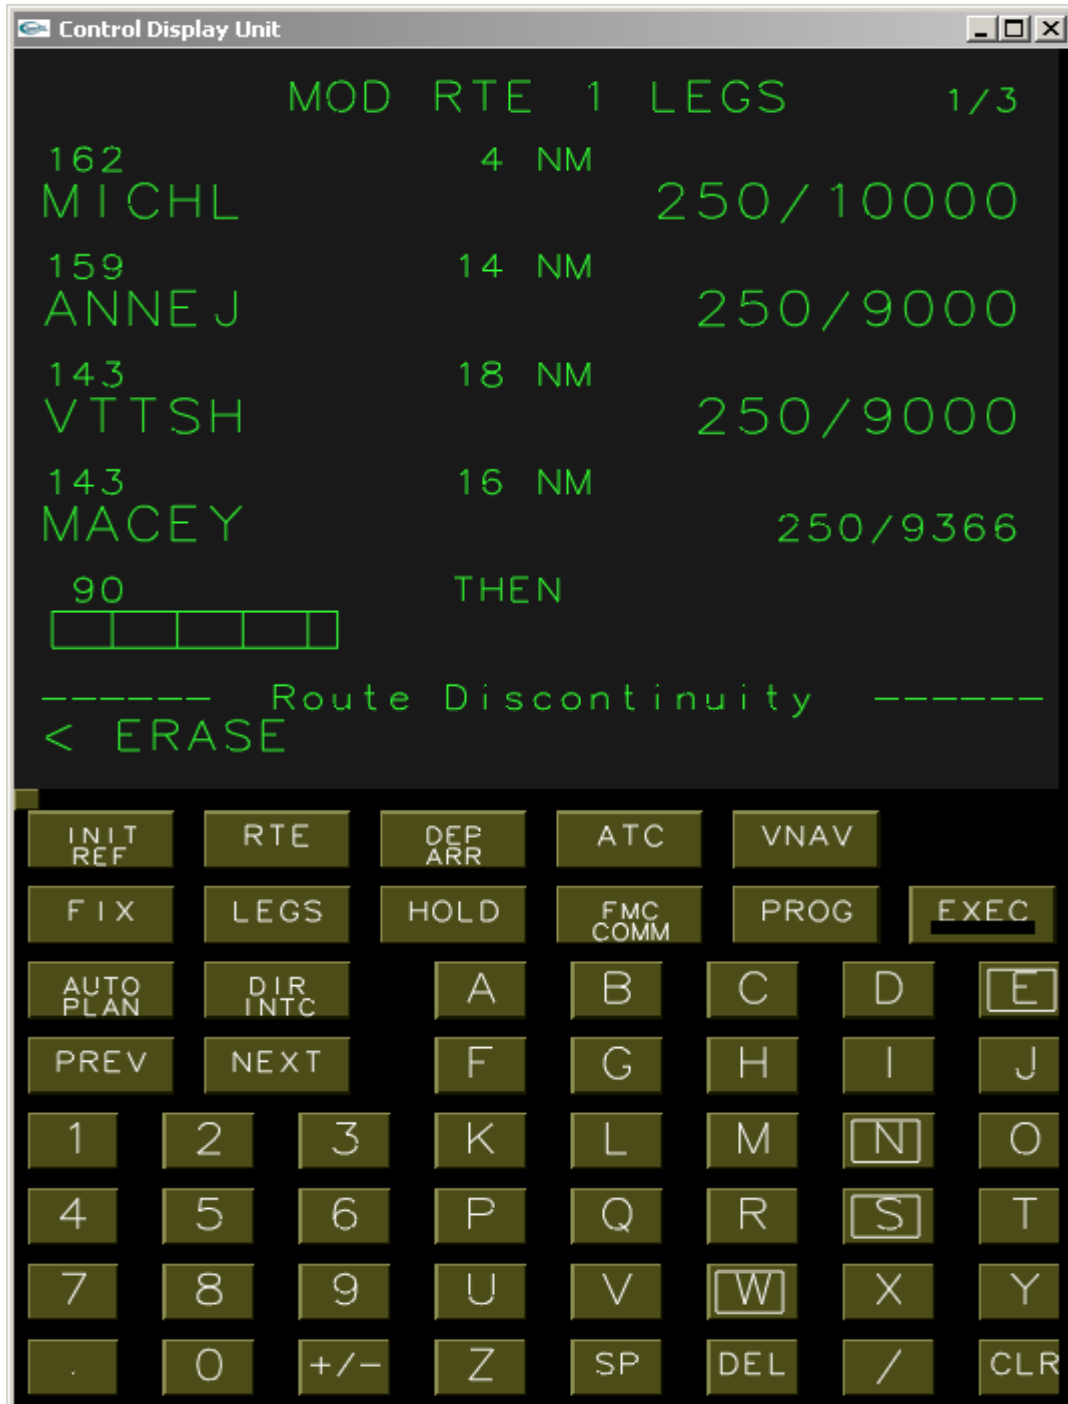 Control Display Unit
MOD RTE 1 LEGS 1/3
162 4 NM
MICHL 250/10000
159 14 NM
ANNEJ 250/9000
143 18 NM
VTTSH 250/9000
143 16 NM
MACEY 250/9366
90 THEN
------ Route Discontinuity ------
< ERASE
INIT REF RTE DEP ARR ATC VNAV
FIX LEGS HOLD FMC COMM PROG EXEC
AUTO PLAN DIR INTC A B C D E
PREV NEXT F G H I J
1 2 3 K L M N O
4 5 6 P Q R S T
7 8 9 U V W X Y
. 0 +/- Z SP DEL / CLR